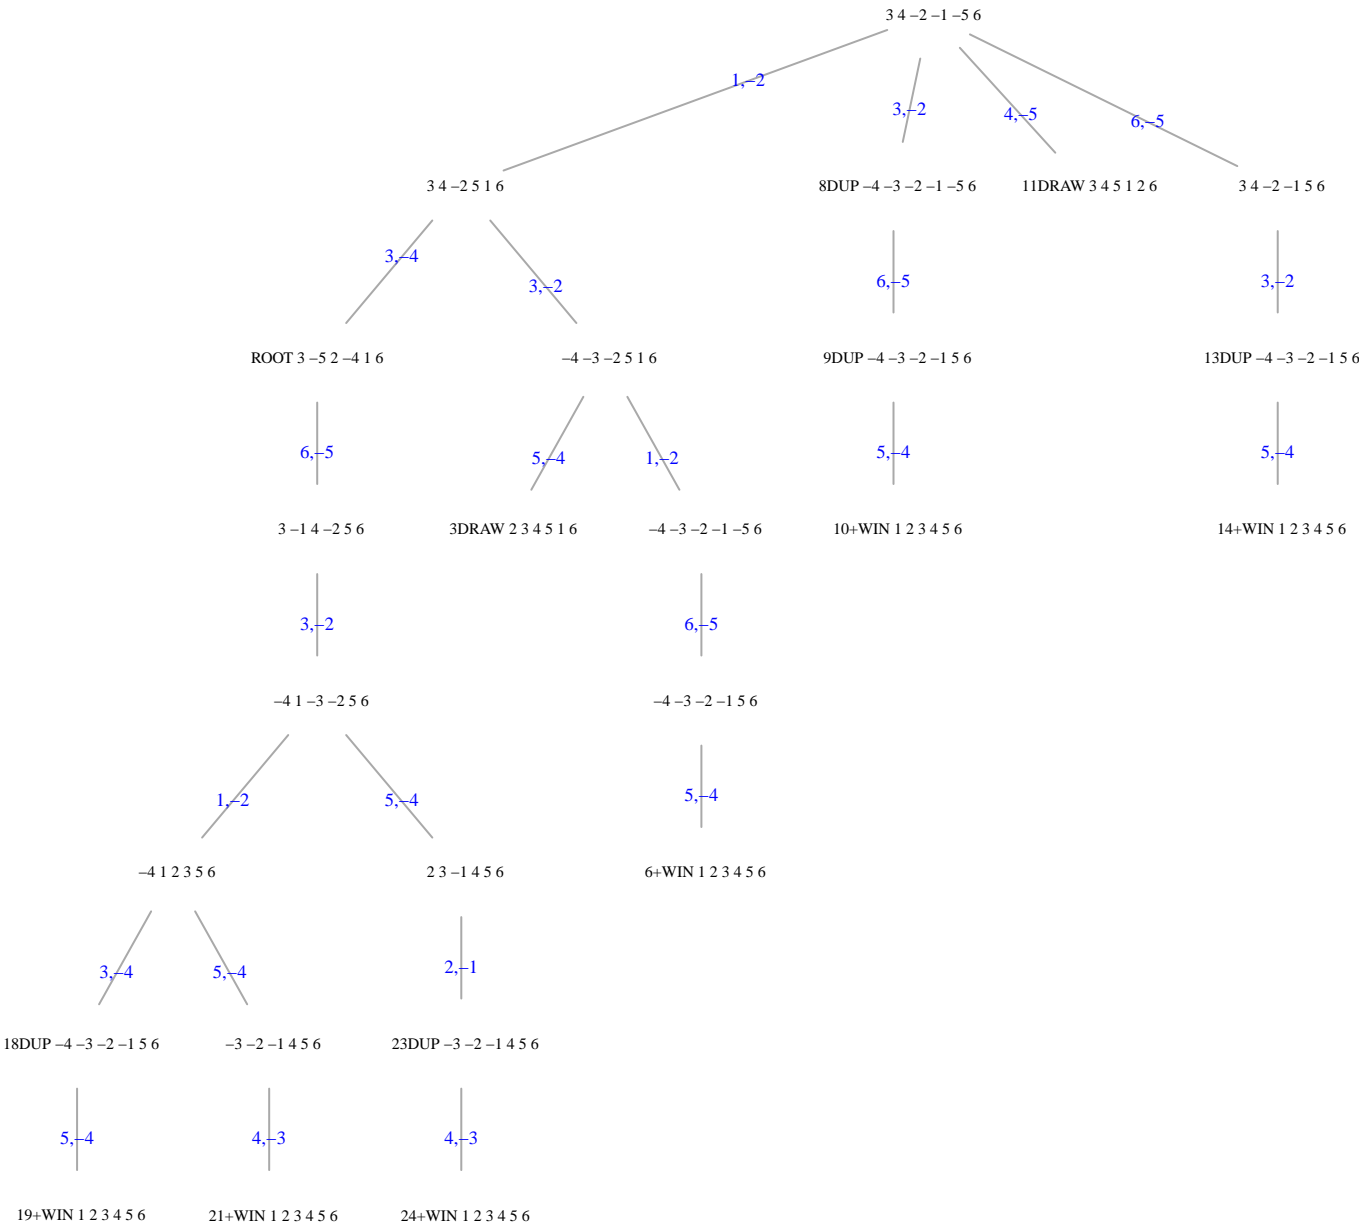 3 4 −2 −1 −5 6
1,−2
3,−2
4,−5
6,−5
3 4 −2 5 1 6
8DUP −4 −3 −2 −1 −5 6
11DRAW 3 4 5 1 2 6
3 4 −2 −1 5 6
3,−4
3,−2
6,−5
3,−2
ROOT 3 −5 2 −4 1 6
−4 −3 −2 5 1 6
9DUP −4 −3 −2 −1 5 6
13DUP −4 −3 −2 −1 5 6
6,−5
5,−4
1,−2
5,−4
5,−4
3 −1 4 −2 5 6
3DRAW 2 3 4 5 1 6
−4 −3 −2 −1 −5 6
10+WIN 1 2 3 4 5 6
14+WIN 1 2 3 4 5 6
3,−2
6,−5
−4 1 −3 −2 5 6
−4 −3 −2 −1 5 6
1,−2
5,−4
5,−4
−4 1 2 3 5 6
2 3 −1 4 5 6
6+WIN 1 2 3 4 5 6
3,−4
5,−4
2,−1
18DUP −4 −3 −2 −1 5 6
−3 −2 −1 4 5 6
23DUP −3 −2 −1 4 5 6
5,−4
4,−3
4,−3
19+WIN 1 2 3 4 5 6
21+WIN 1 2 3 4 5 6
24+WIN 1 2 3 4 5 6